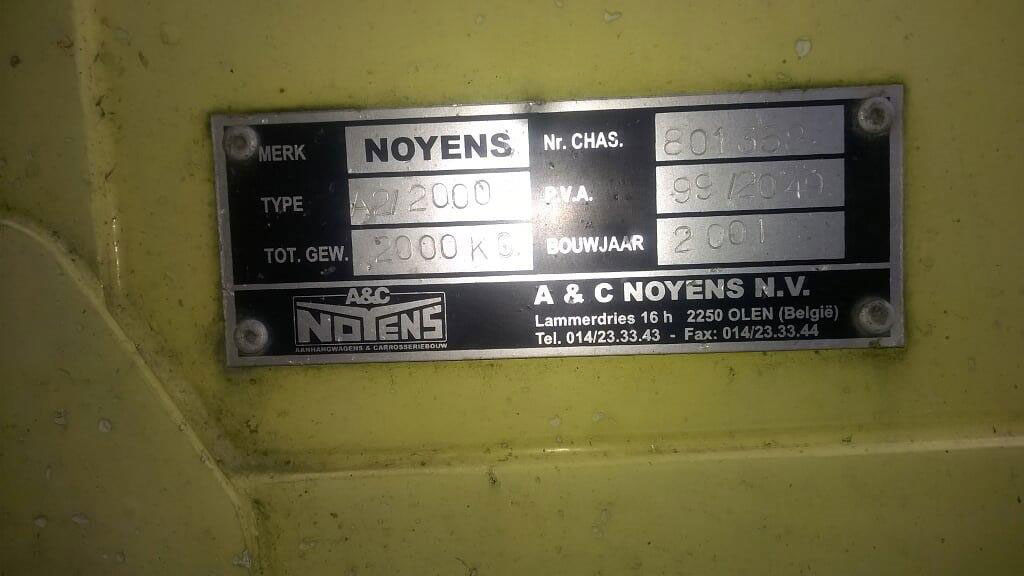 MERK NOYENS Nr. CHAS.
TYPE A2/2000 P.V.A.
TOT. GEW. 2000 KG BOUWJAAR 2001
A&C
NOYENS
AANHANGWAGENS & CARROSSERIEBOUW
A & C NOYENS N.V.
Lammerdries 16 h 2250 OLEN (België)
Tel. 014/23.33.43 - Fax: 014/23.33.44